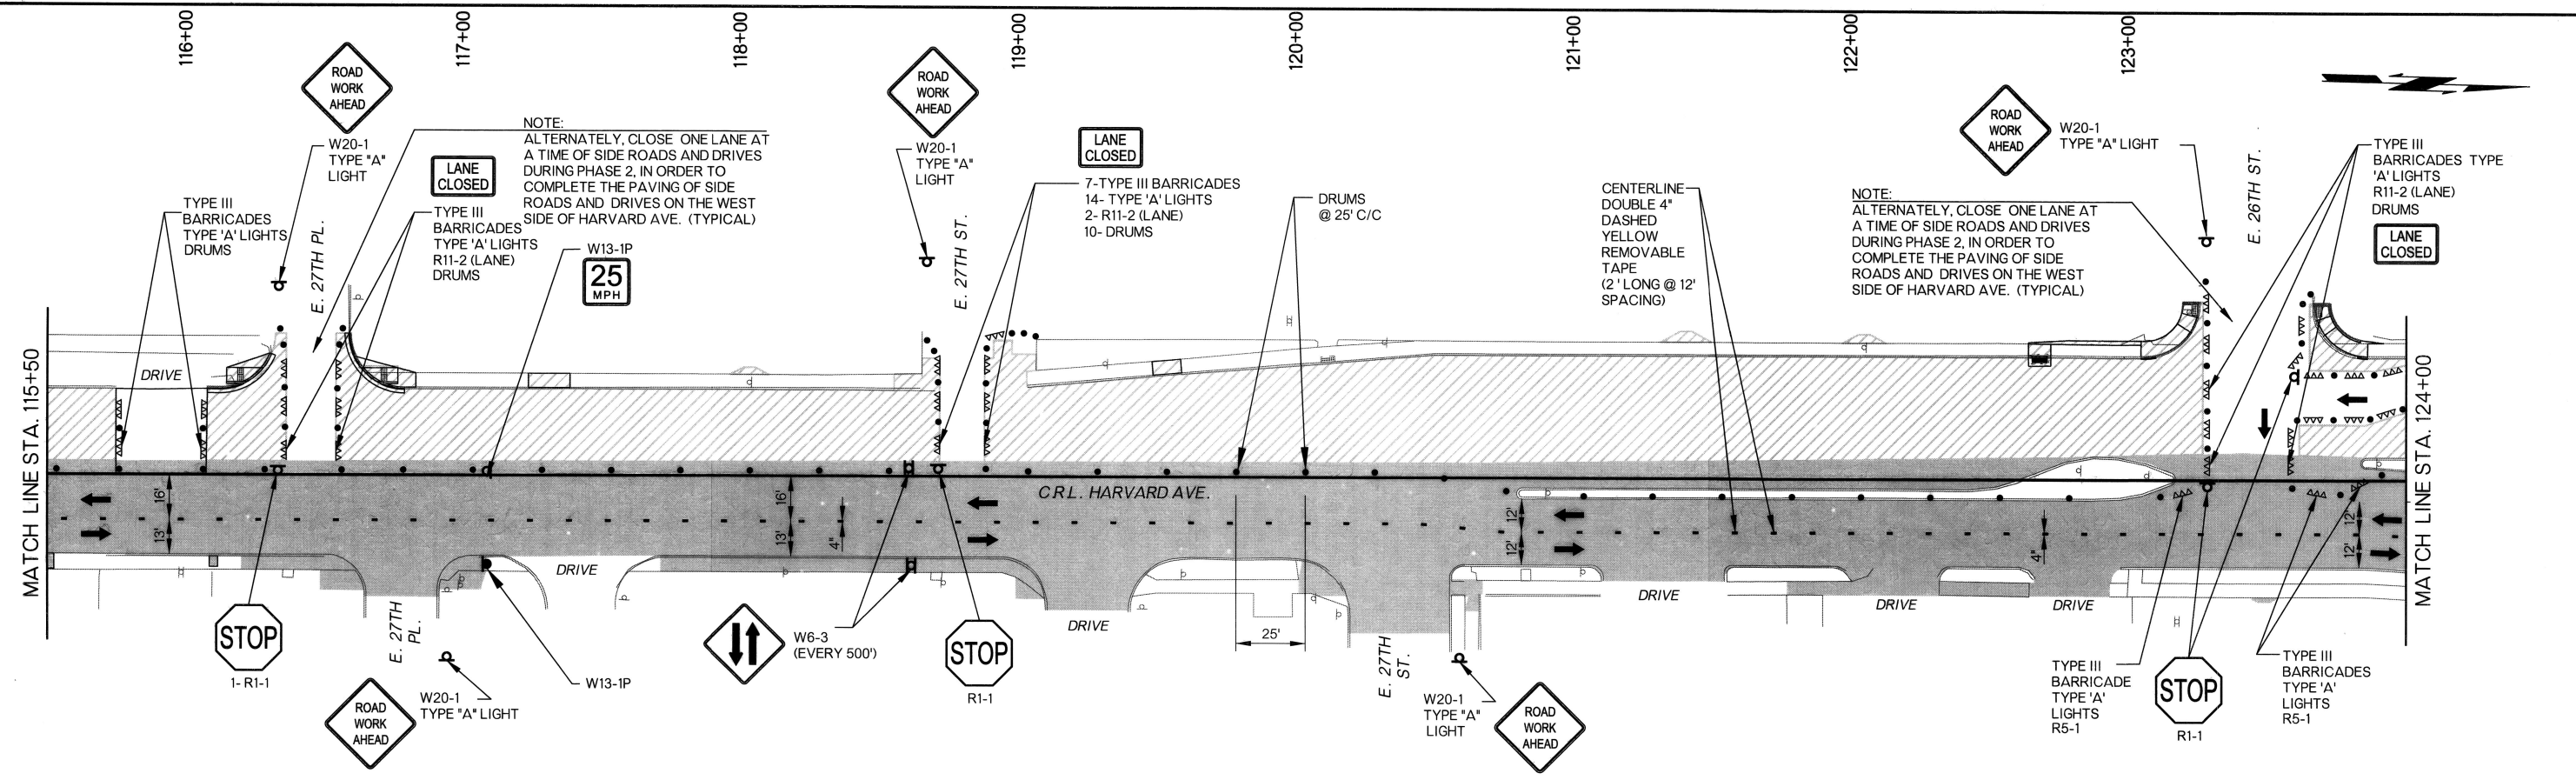 116+00
117+00
118+00
119+00
120+00
121+00
122+00
123+00
ROAD
WORK
AHEAD
W20-1
TYPE "A"
LIGHT
NOTE:
ALTERNATELY, CLOSE ONE LANE AT
A TIME OF SIDE ROADS AND DRIVES
DURING PHASE 2, IN ORDER TO
COMPLETE THE PAVING OF SIDE
ROADS AND DRIVES ON THE WEST
SIDE OF HARVARD AVE. (TYPICAL)
LANE
CLOSED
TYPE III
BARRICADES
TYPE 'A' LIGHTS
DRUMS
E. 27TH PL.
TYPE III
BARRICADES
TYPE 'A' LIGHTS
R11-2 (LANE)
DRUMS
W13-1P
25
MPH
ROAD
WORK
AHEAD
W20-1
TYPE "A"
LIGHT
E. 27TH ST.
LANE
CLOSED
7-TYPE III BARRICADES
14- TYPE 'A' LIGHTS
2- R11-2 (LANE)
10- DRUMS
DRUMS
@ 25' C/C
CENTERLINE
DOUBLE 4"
DASHED
YELLOW
REMOVABLE
TAPE
(2 ' LONG @ 12'
SPACING)
ROAD
WORK
AHEAD
W20-1
TYPE "A" LIGHT
NOTE:
ALTERNATELY, CLOSE ONE LANE AT
A TIME OF SIDE ROADS AND DRIVES
DURING PHASE 2, IN ORDER TO
COMPLETE THE PAVING OF SIDE
ROADS AND DRIVES ON THE WEST
SIDE OF HARVARD AVE. (TYPICAL)
E. 26TH ST.
TYPE III
BARRICADES TYPE
'A' LIGHTS
R11-2 (LANE)
DRUMS
LANE
CLOSED
MATCH LINE STA. 115+50
DRIVE
16'
13'
16'
13'
4"
C.R.L. HARVARD AVE.
12'
12'
4"
12'
12'
MATCH LINE STA. 124+00
STOP
1- R1-1
E. 27TH
PL.
DRIVE
W13-1P
ROAD
WORK
AHEAD
W20-1
TYPE "A" LIGHT
W6-3
(EVERY 500')
STOP
R1-1
DRIVE
25'
E. 27TH
ST.
W20-1
TYPE "A"
LIGHT
ROAD
WORK
AHEAD
DRIVE
DRIVE
DRIVE
TYPE III
BARRICADE
TYPE 'A'
LIGHTS
R5-1
STOP
R1-1
TYPE III
BARRICADES
TYPE 'A'
LIGHTS
R5-1